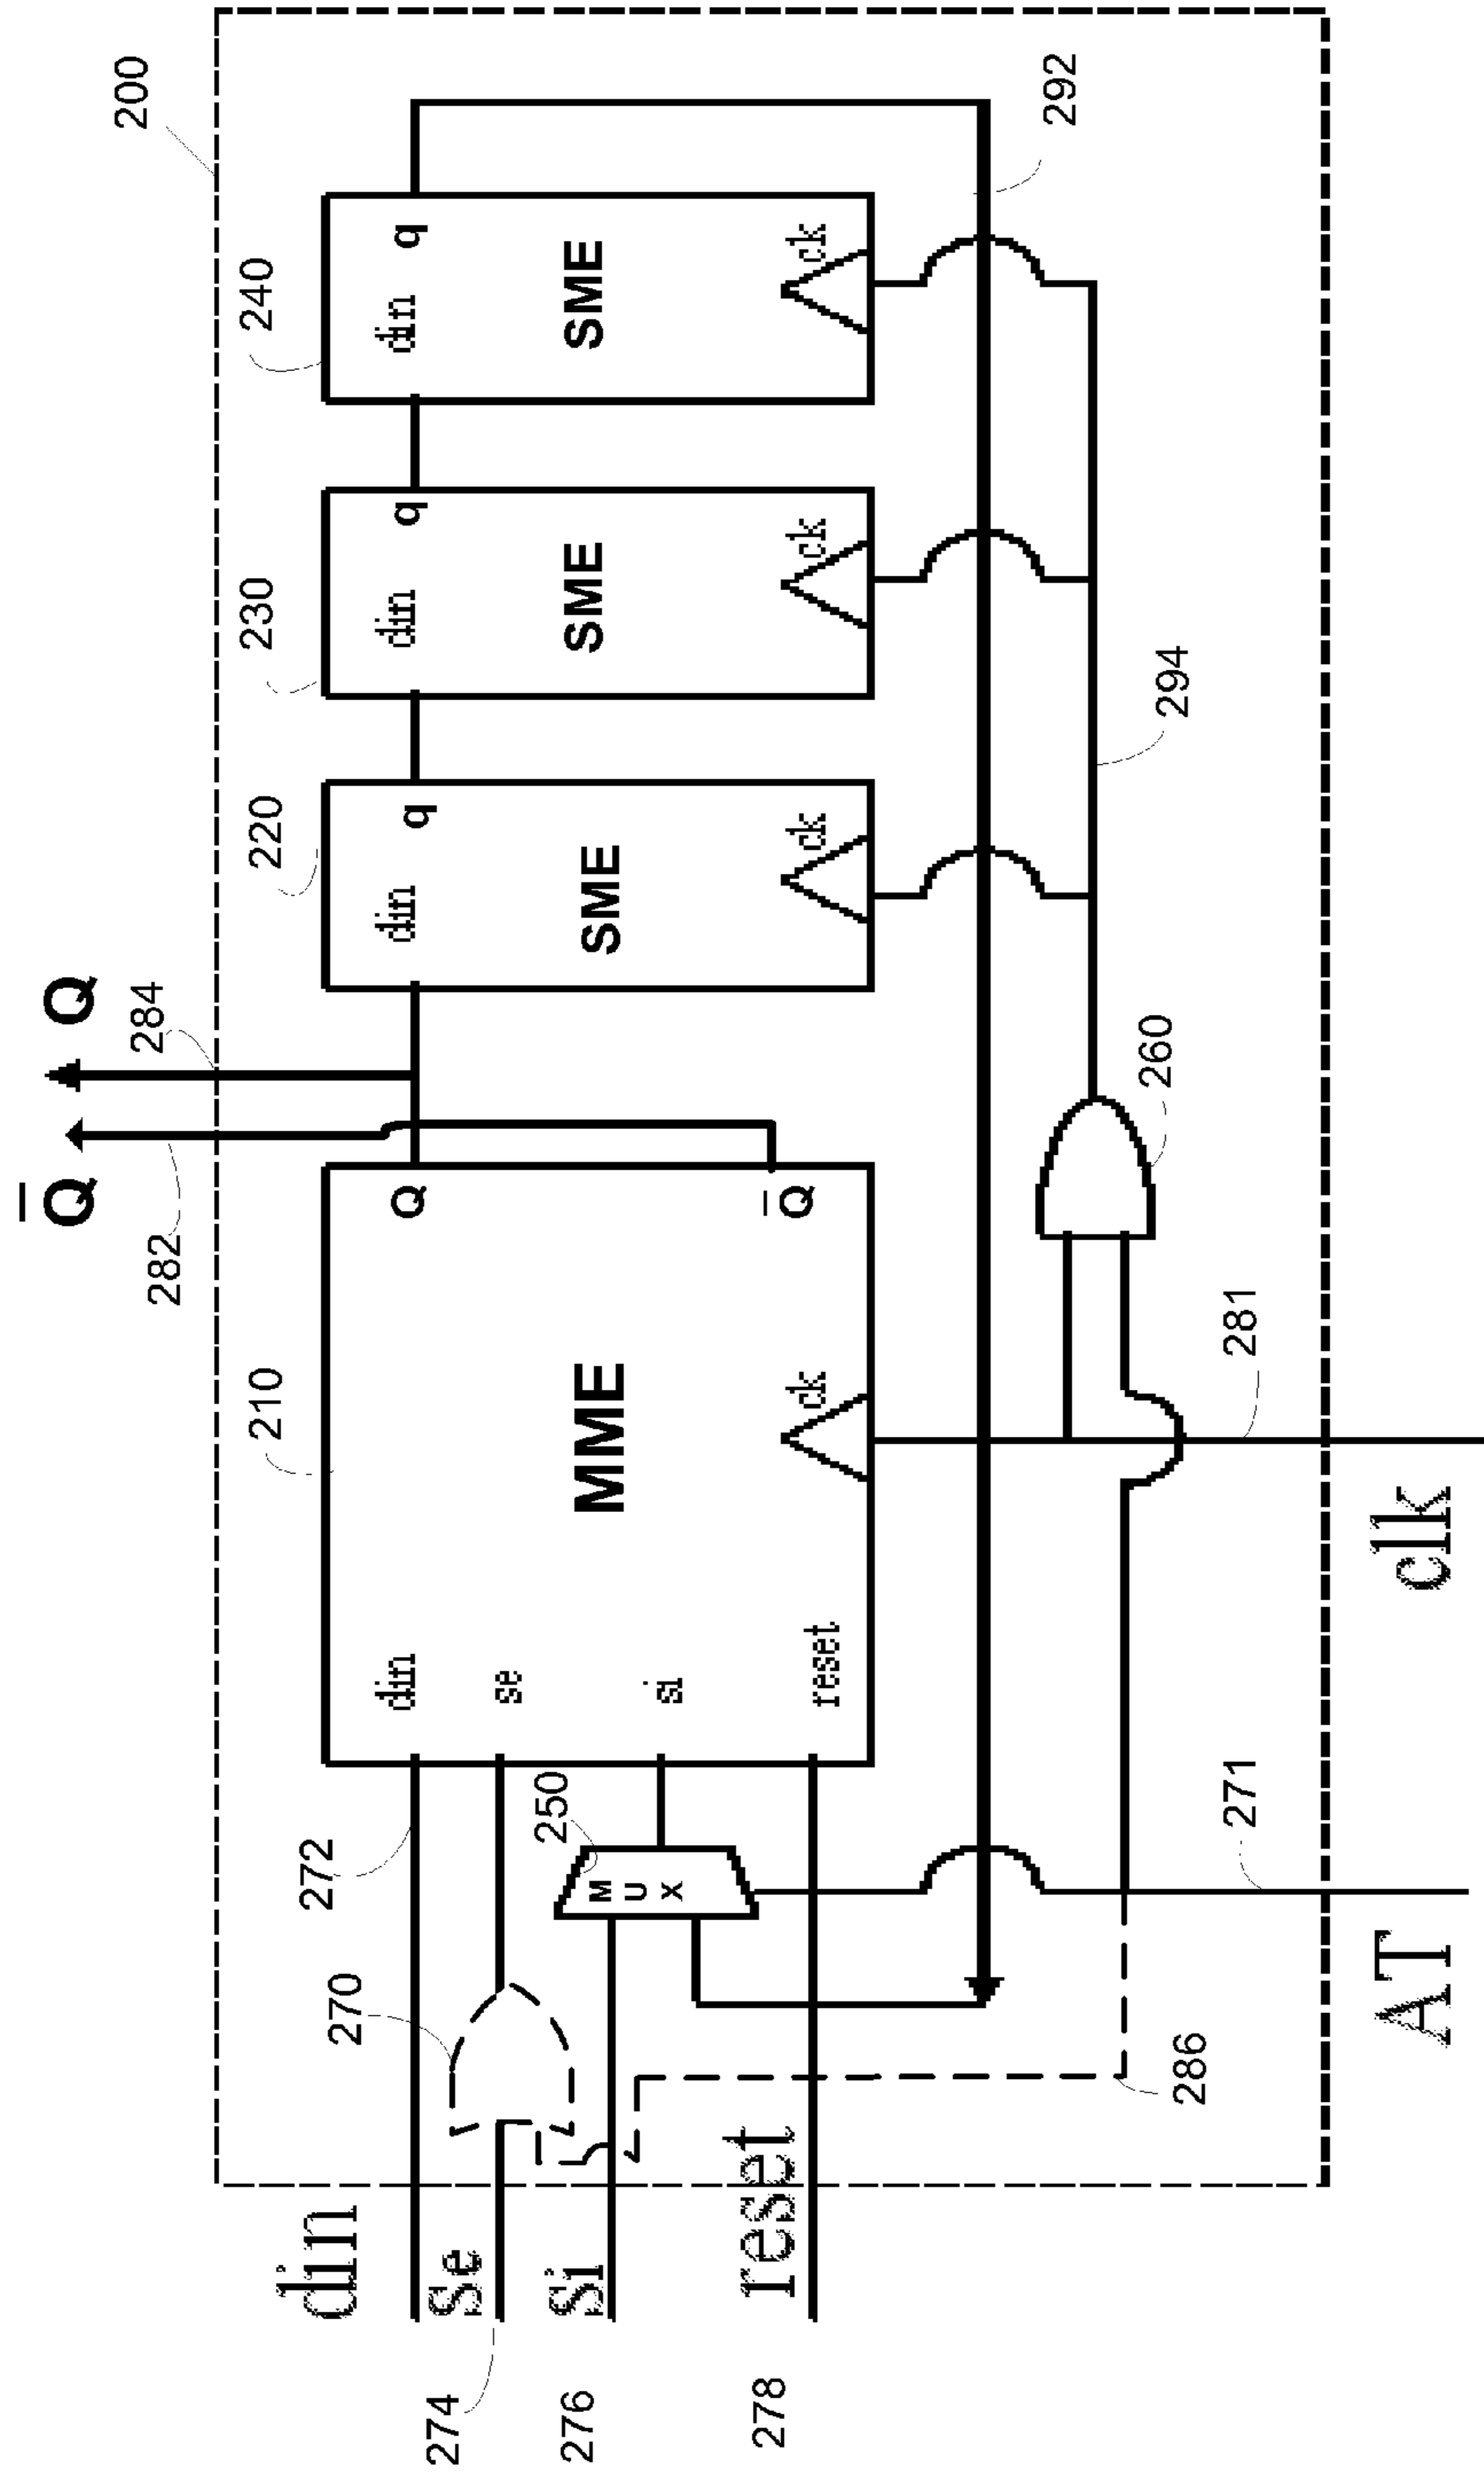 200
Q̅
Q
282
284
210
220
230
240
din
se
si
reset
MME
ck
Q
Q̅
din
q
SME
ck
din
q
SME
ck
din
q
SME
ck
272
270
250
MUX
din
Se
Si
reset
274
276
278
286
271
281
260
294
292
AT
clk